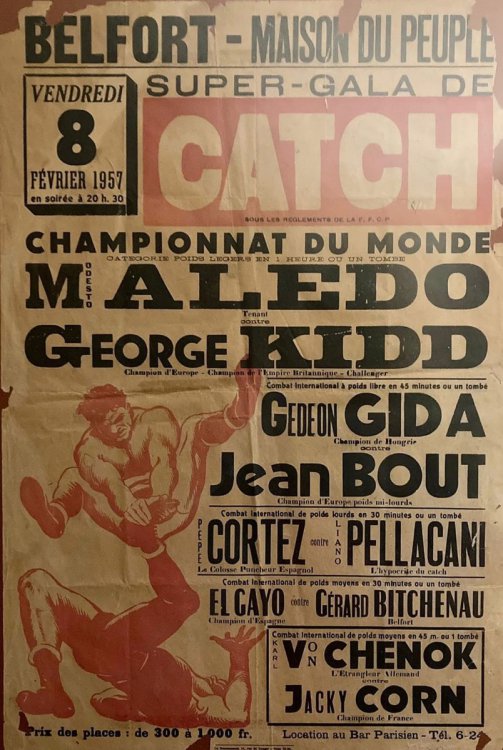 BELFORT - MAISON DU PEUPLE
VENDREDI
8
FÉVRIER 1957
en soirée à 20 h. 30
SUPER-GALA DE
CATCH
SOUS LES REGLEMENTS DE LA F. F. C. P.
CHAMPIONNAT DU MONDE
CATEGORIE POIDS LEGERS EN 1 HEURE OU UN TOMBE
MODESTO MALEDO
Tenant
contre
GEORGE KIDD
Champion d'Europe - Champion de l'Empire Britannique - Challenger
Combat international à poids libre en 45 minutes ou un tombé
GEDEON GIDA
Champion de Hongrie
contre
Jean BOUT
Champion d'Europe poids mi-lourds
Combat international de poids lourds en 30 minutes ou un tombé
PEPE CORTEZ contre LIANO PELLACANI
Le Colosse Puncheur Espagnol L'hypocrite du catch
Combat international de poids moyens en 30 minutes ou un tombé
EL GAYO contre GÉRARD BITCHENAU
Champion d'Espagne Belfort
Combat international de poids moyens en 45 m. ou 1 tombé
KARL VON CHENOK
L'Etrangleur Allemand
contre
JACKY CORN
Champion de France
Prix des places : de 300 à 1.000 fr.
Location au Bar Parisien - Tél. 6-24